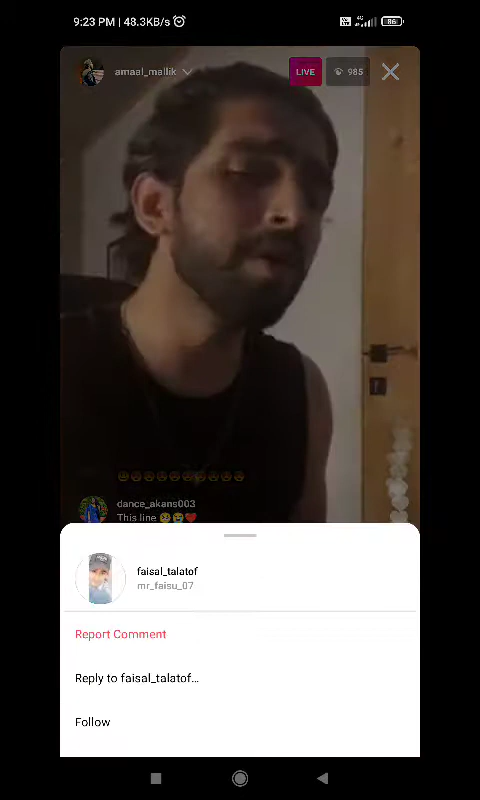 9:23 PM | 48.3KB/s
4G
86
amaal_mallik
LIVE
985
dance_akans003
This line 😢😭❤️
faisal_talatof
mr_faisu_07
Report Comment
Reply to faisal_talatof...
Follow